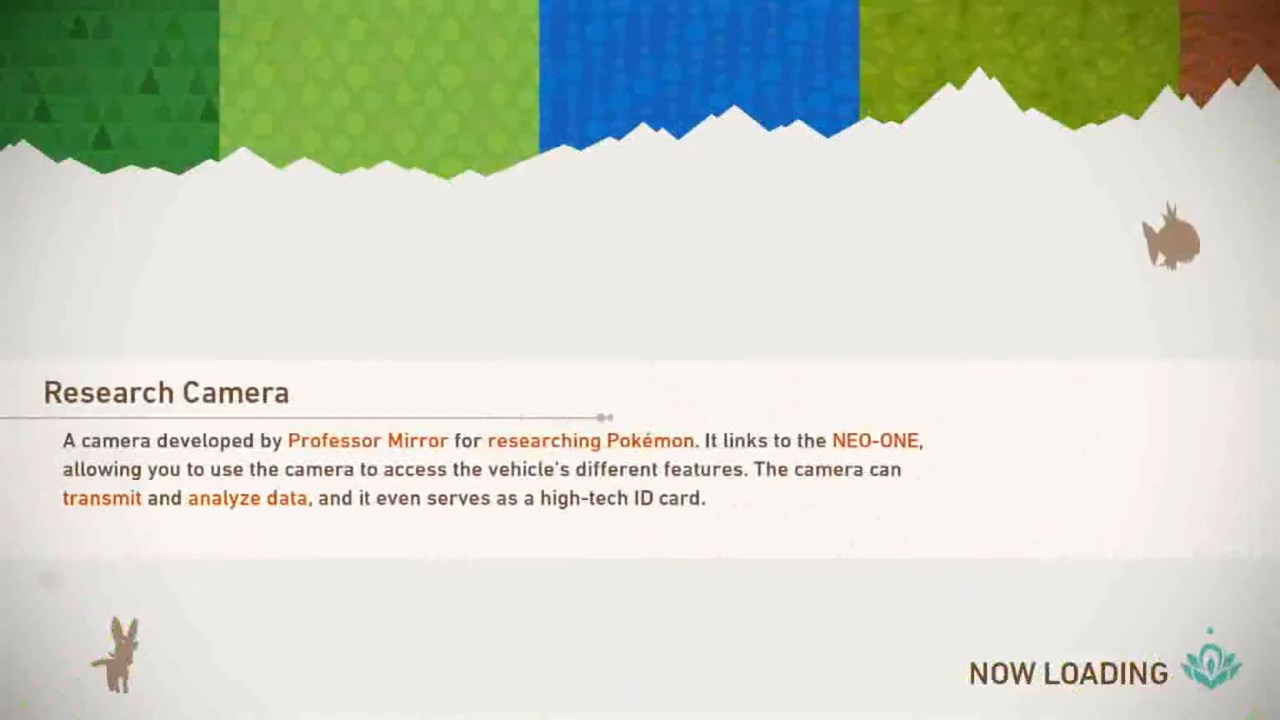 Research Camera
A camera developed by Professor Mirror for researching Pokémon. It links to the NEO-ONE,
allowing you to use the camera to access the vehicle's different features. The camera can
transmit and analyze data, and it even serves as a high-tech ID card.
NOW LOADING